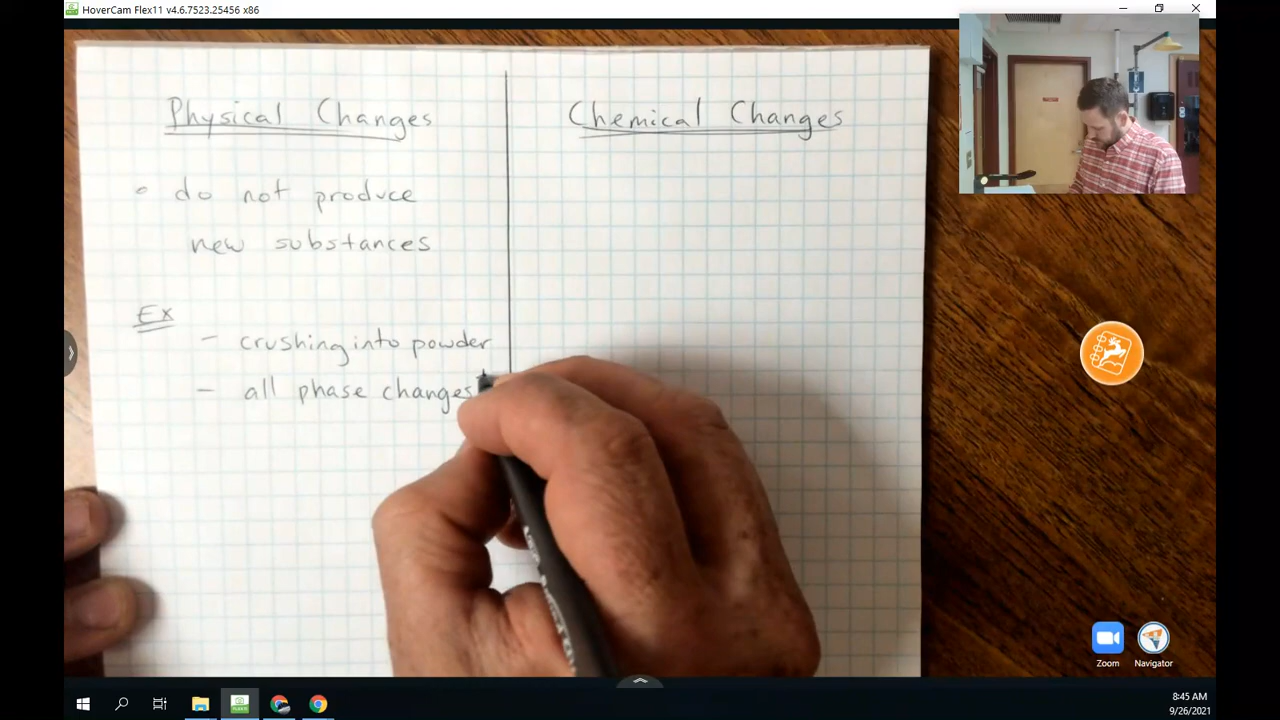 HoverCam Flex11 v4.6.7523.25456 x86
Physical Changes
Chemical Changes
• do not produce
new substances
Ex
- crushing into powder
- all phase changes
Zoom
Navigator
8:45 AM
9/26/2021